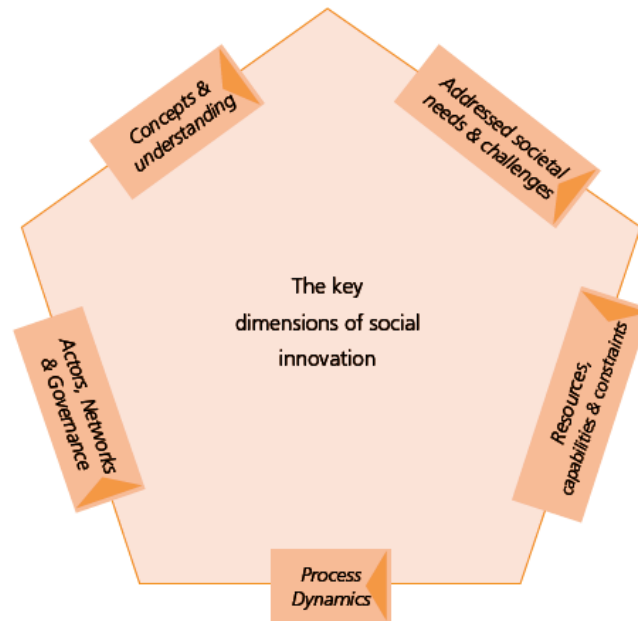 Concepts &
understanding
Addressed societal
needs & challenges
The key
dimensions of social
innovation
Actors, Networks
& Governance
Resources,
capabilities & constraints
Process
Dynamics